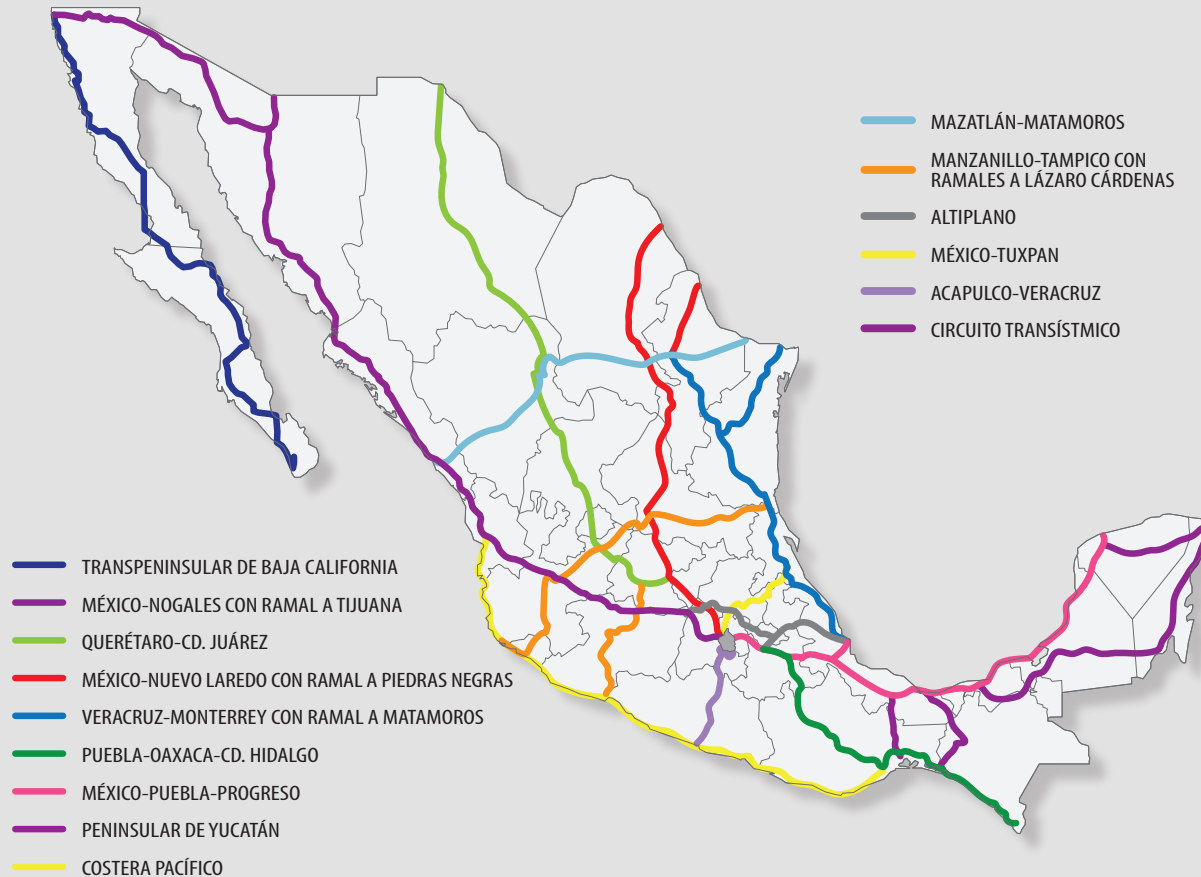 MAZATLÁN-MATAMOROS
MANZANILLO-TAMPICO CON
RAMALES A LÁZARO CÁRDENAS
ALTIPLANO
MÉXICO-TUXPAN
ACAPULCO-VERACRUZ
CIRCUITO TRANSÍSTMICO
TRANSPENINSULAR DE BAJA CALIFORNIA
MÉXICO-NOGALES CON RAMAL A TIJUANA
QUERÉTARO-CD. JUÁREZ
MÉXICO-NUEVO LAREDO CON RAMAL A PIEDRAS NEGRAS
VERACRUZ-MONTERREY CON RAMAL A MATAMOROS
PUEBLA-OAXACA-CD. HIDALGO
MÉXICO-PUEBLA-PROGRESO
PENINSULAR DE YUCATÁN
COSTERA PACÍFICO